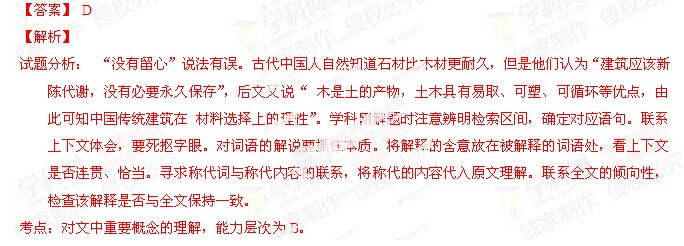 【答案】 D
【解析】
试题分析： “没有留心”说法有误。古代中国人自然知道石材比木材更耐久，但是他们认为“建筑应该新
陈代谢，没有必要永久保存”，后文又说“ 木是土的产物，土木具有易取、可塑、可循环等优点，由
此可知中国传统建筑在 材料选择上的理性”。学科网解题时注意辨明检索区间，确定对应语句。联系
上下文体会，要死抠字眼。对词语的解说要抓住本质。将解释的含意放在被解释的词语处，看上下文
是否连贯、恰当。寻求称代词与称代内容的联系，将称代的内容代入原文理解。联系全文的倾向性，
检查该解释是否与全文保持一致。
考点：对文中重要概念的理解，能力层次为 B。